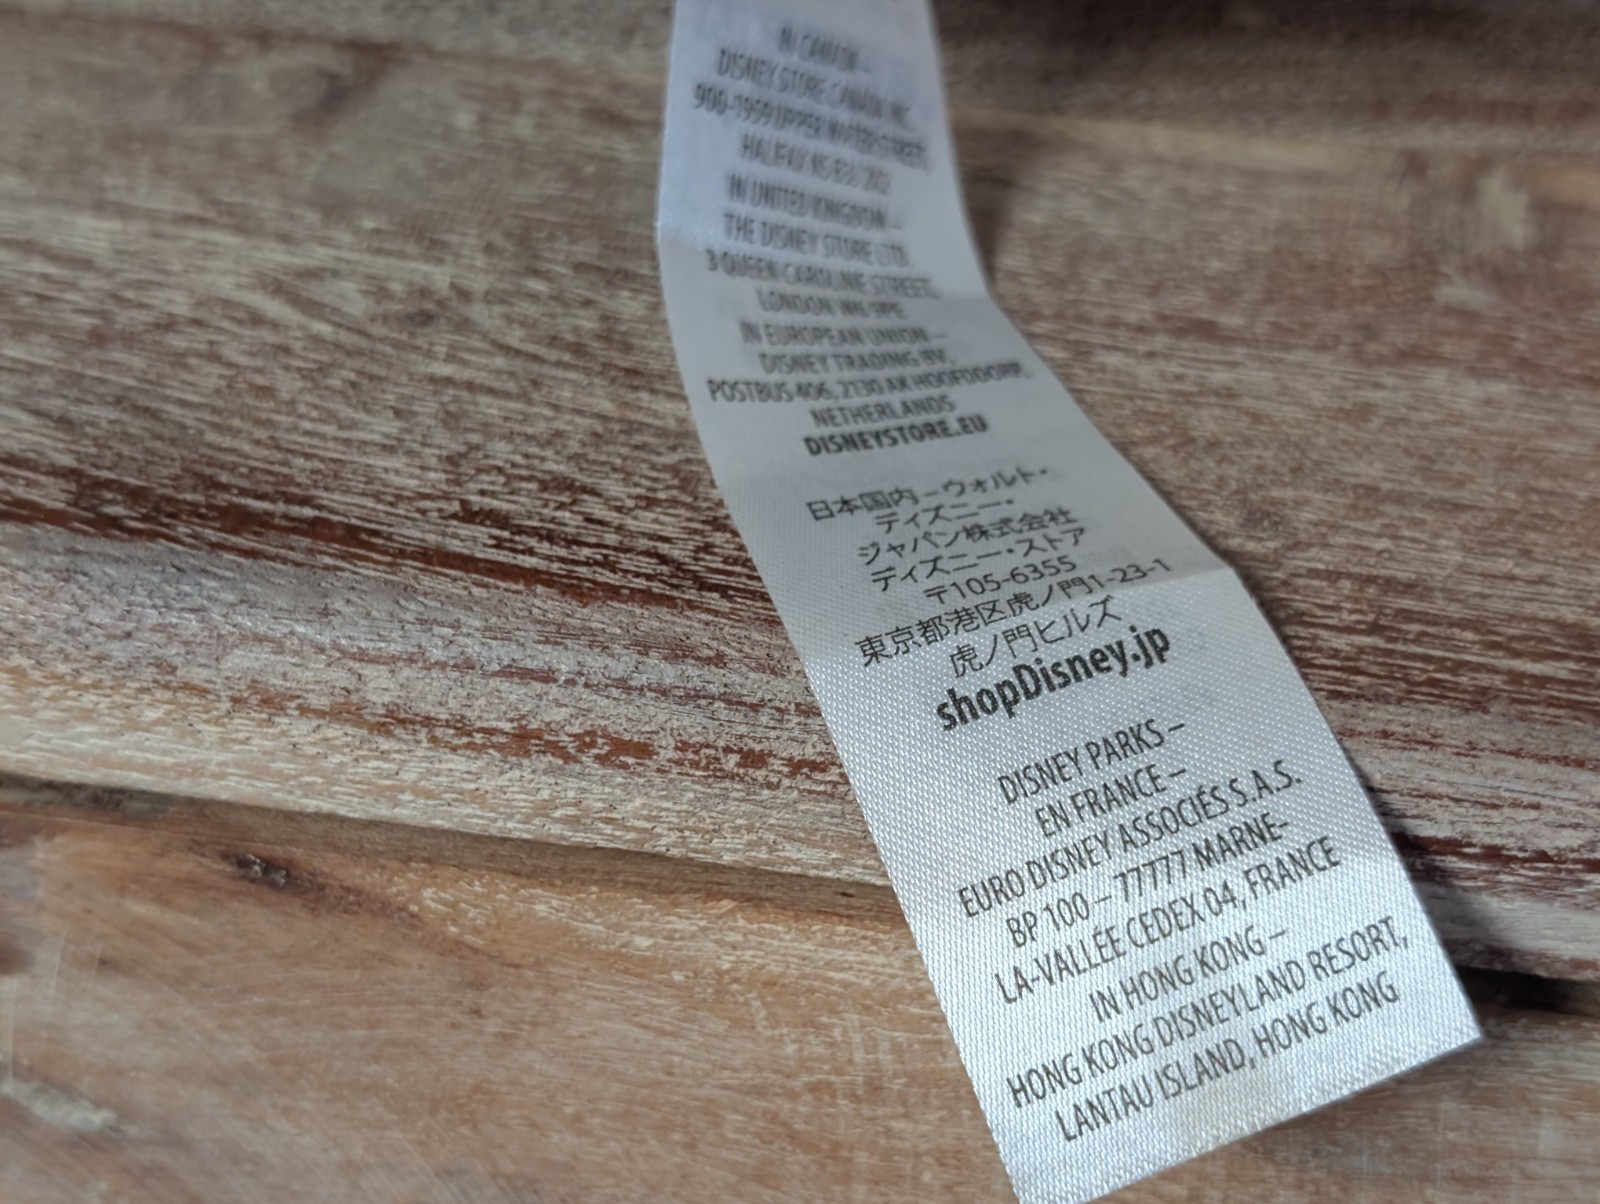 IN CANADA –
DISNEY STORE CANADA INC.
900-1959 UPPER WATER STREET,
HALIFAX NS B3J 2X2
IN UNITED KINGDOM –
THE DISNEY STORE LTD.
3 QUEEN CAROLINE STREET,
LONDON W6 9PE
IN EUROPEAN UNION –
DISNEY TRADING BV.
POSTBUS 406, 2130 AK HOOFDDORP,
NETHERLANDS
DISNEYSTORE.EU
日本国内 – ウォルト・
ディズニー・
ジャパン株式会社
ディズニー・ストア
〒105-6355
東京都港区虎ノ門1-23-1
虎ノ門ヒルズ
shopDisney.jp
DISNEY PARKS –
EN FRANCE –
EURO DISNEY ASSOCIÉS S.A.S.
BP 100 – 77777 MARNE-
LA-VALLÉE CEDEX 04, FRANCE
IN HONG KONG –
HONG KONG DISNEYLAND RESORT,
LANTAU ISLAND, HONG KONG